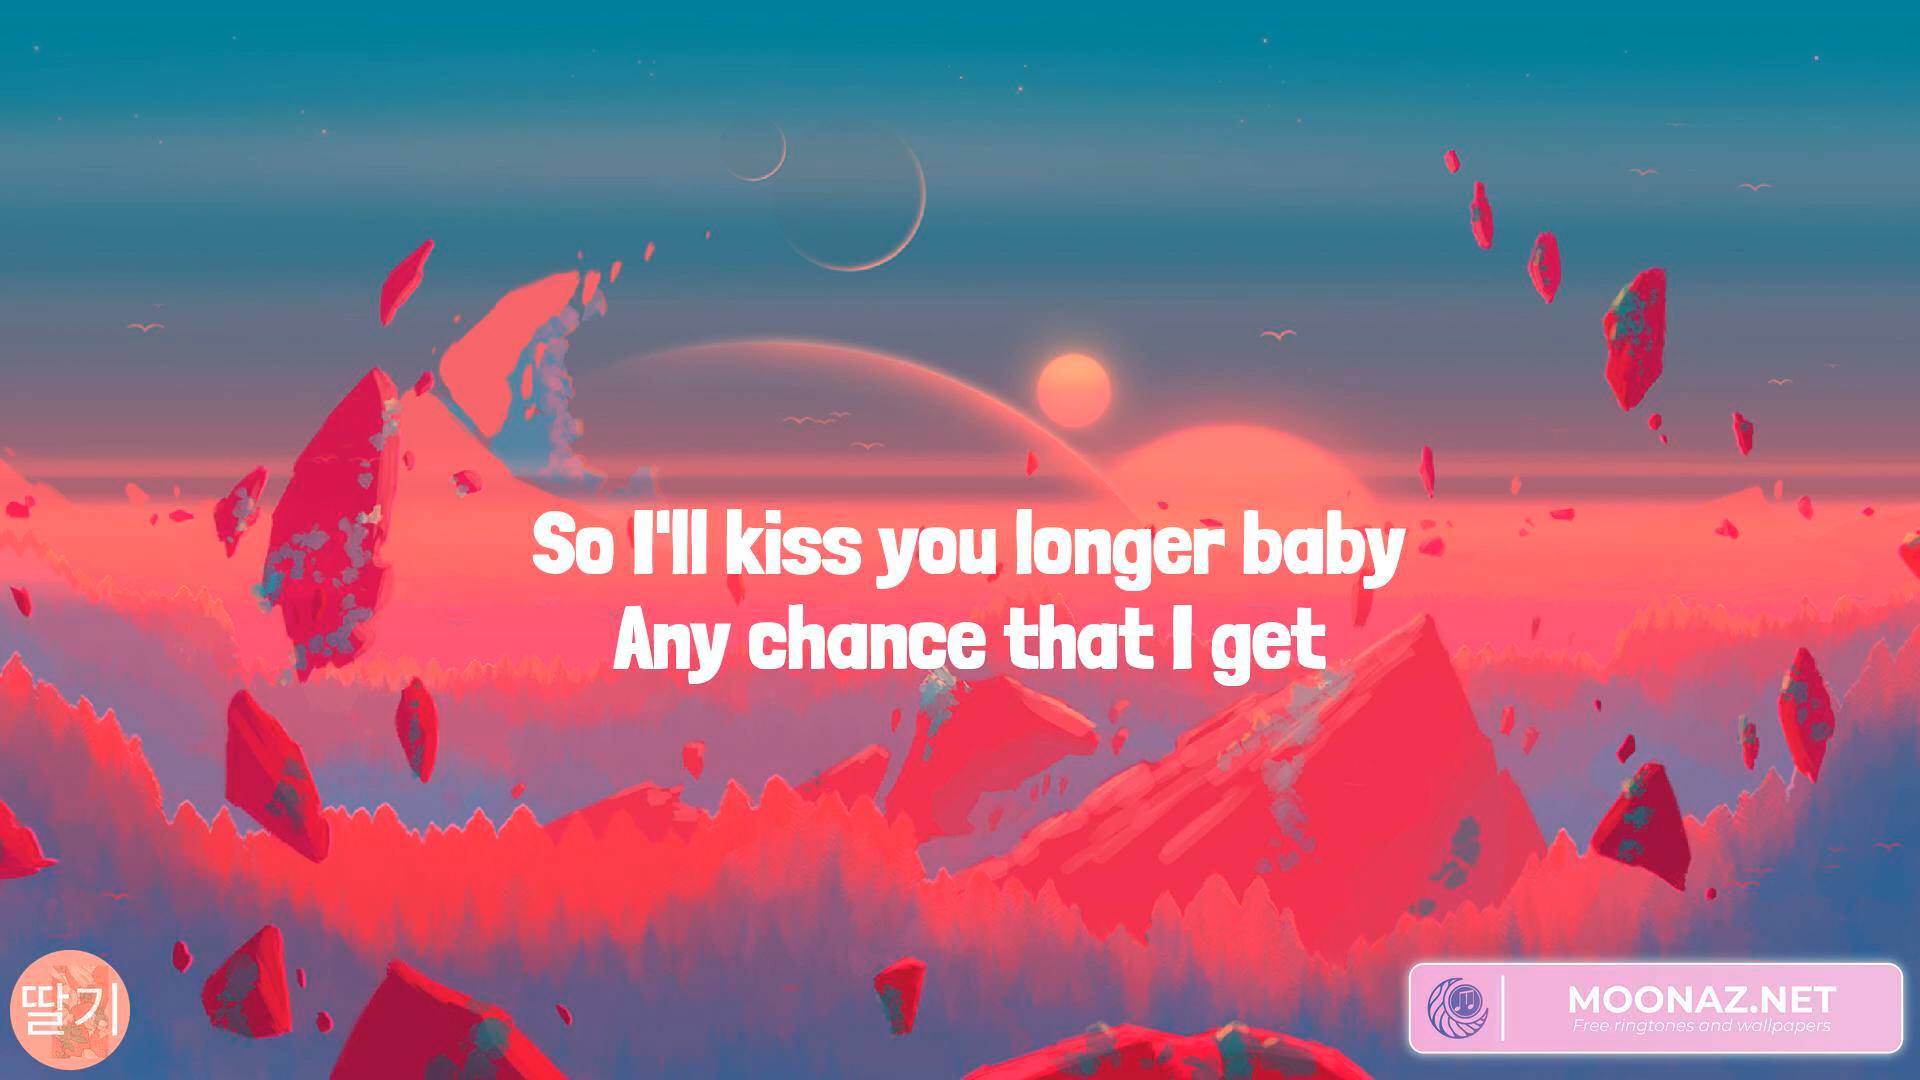 So I'll kiss you longer baby
Any chance that I get
딸기
MOONAZ.NET
Free ringtones and wallpapers